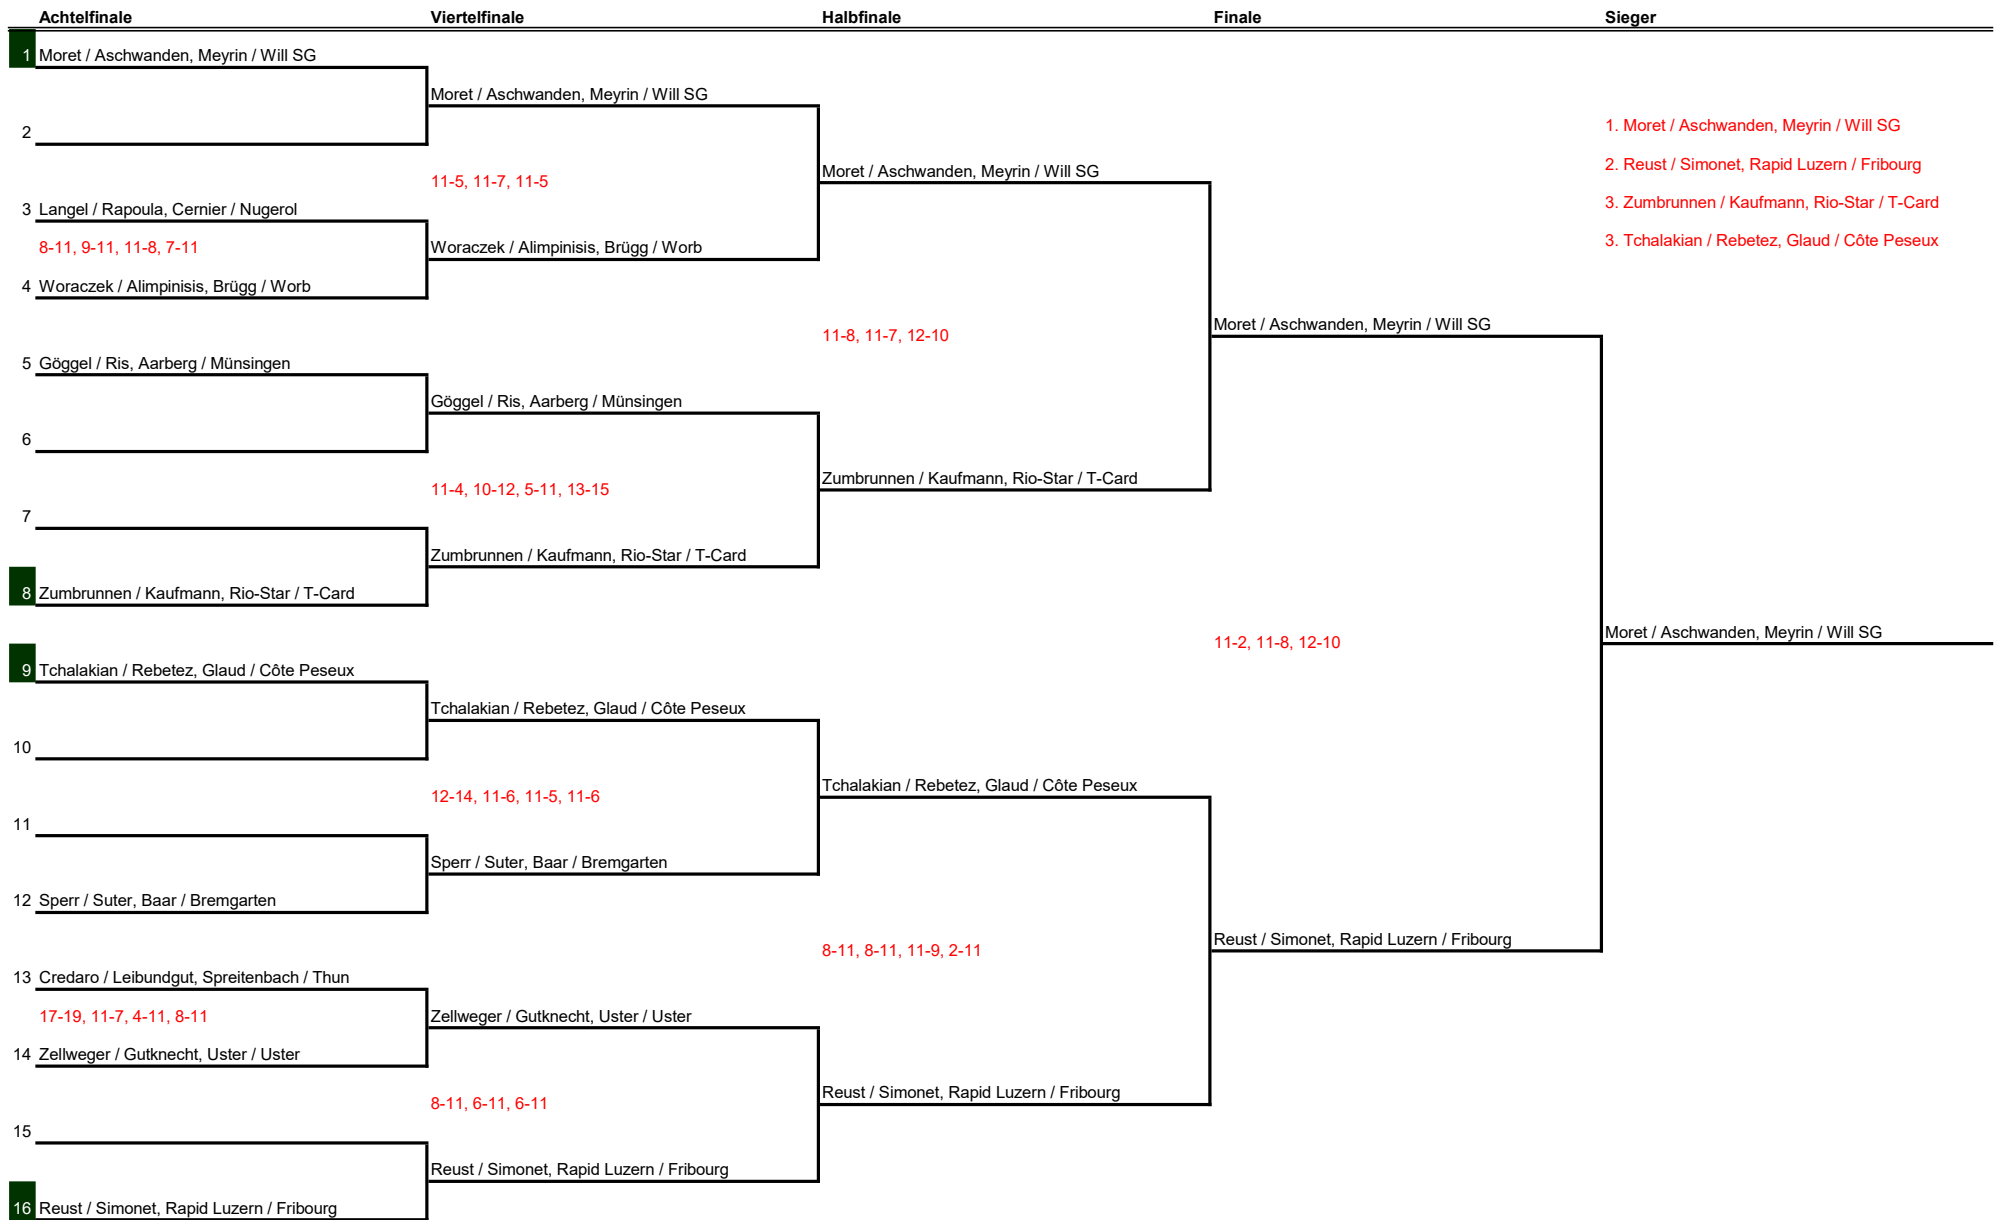 Achtelfinale Viertelfinale Halbfinale Finale Sieger
1 Moret / Aschwanden, Meyrin / Will SG
Moret / Aschwanden, Meyrin / Will SG
2
1. Moret / Aschwanden, Meyrin / Will SG
2. Reust / Simonet, Rapid Luzern / Fribourg
Moret / Aschwanden, Meyrin / Will SG
11-5, 11-7, 11-5
3 Langel / Rapoula, Cernier / Nugerol
3. Zumbrunnen / Kaufmann, Rio-Star / T-Card
8-11, 9-11, 11-8, 7-11
Woraczek / Alimpinisis, Brügg / Worb
3. Tchalakian / Rebetez, Glaud / Côte Peseux
4 Woraczek / Alimpinisis, Brügg / Worb
Moret / Aschwanden, Meyrin / Will SG
11-8, 11-7, 12-10
5 Göggel / Ris, Aarberg / Münsingen
Göggel / Ris, Aarberg / Münsingen
6
Zumbrunnen / Kaufmann, Rio-Star / T-Card
11-4, 10-12, 5-11, 13-15
7
Zumbrunnen / Kaufmann, Rio-Star / T-Card
8 Zumbrunnen / Kaufmann, Rio-Star / T-Card
Moret / Aschwanden, Meyrin / Will SG
11-2, 11-8, 12-10
9 Tchalakian / Rebetez, Glaud / Côte Peseux
Tchalakian / Rebetez, Glaud / Côte Peseux
10
Tchalakian / Rebetez, Glaud / Côte Peseux
12-14, 11-6, 11-5, 11-6
11
Sperr / Suter, Baar / Bremgarten
12 Sperr / Suter, Baar / Bremgarten
Reust / Simonet, Rapid Luzern / Fribourg
8-11, 8-11, 11-9, 2-11
13 Credaro / Leibundgut, Spreitenbach / Thun
17-19, 11-7, 4-11, 8-11
Zellweger / Gutknecht, Uster / Uster
14 Zellweger / Gutknecht, Uster / Uster
Reust / Simonet, Rapid Luzern / Fribourg
8-11, 6-11, 6-11
15
Reust / Simonet, Rapid Luzern / Fribourg
16 Reust / Simonet, Rapid Luzern / Fribourg